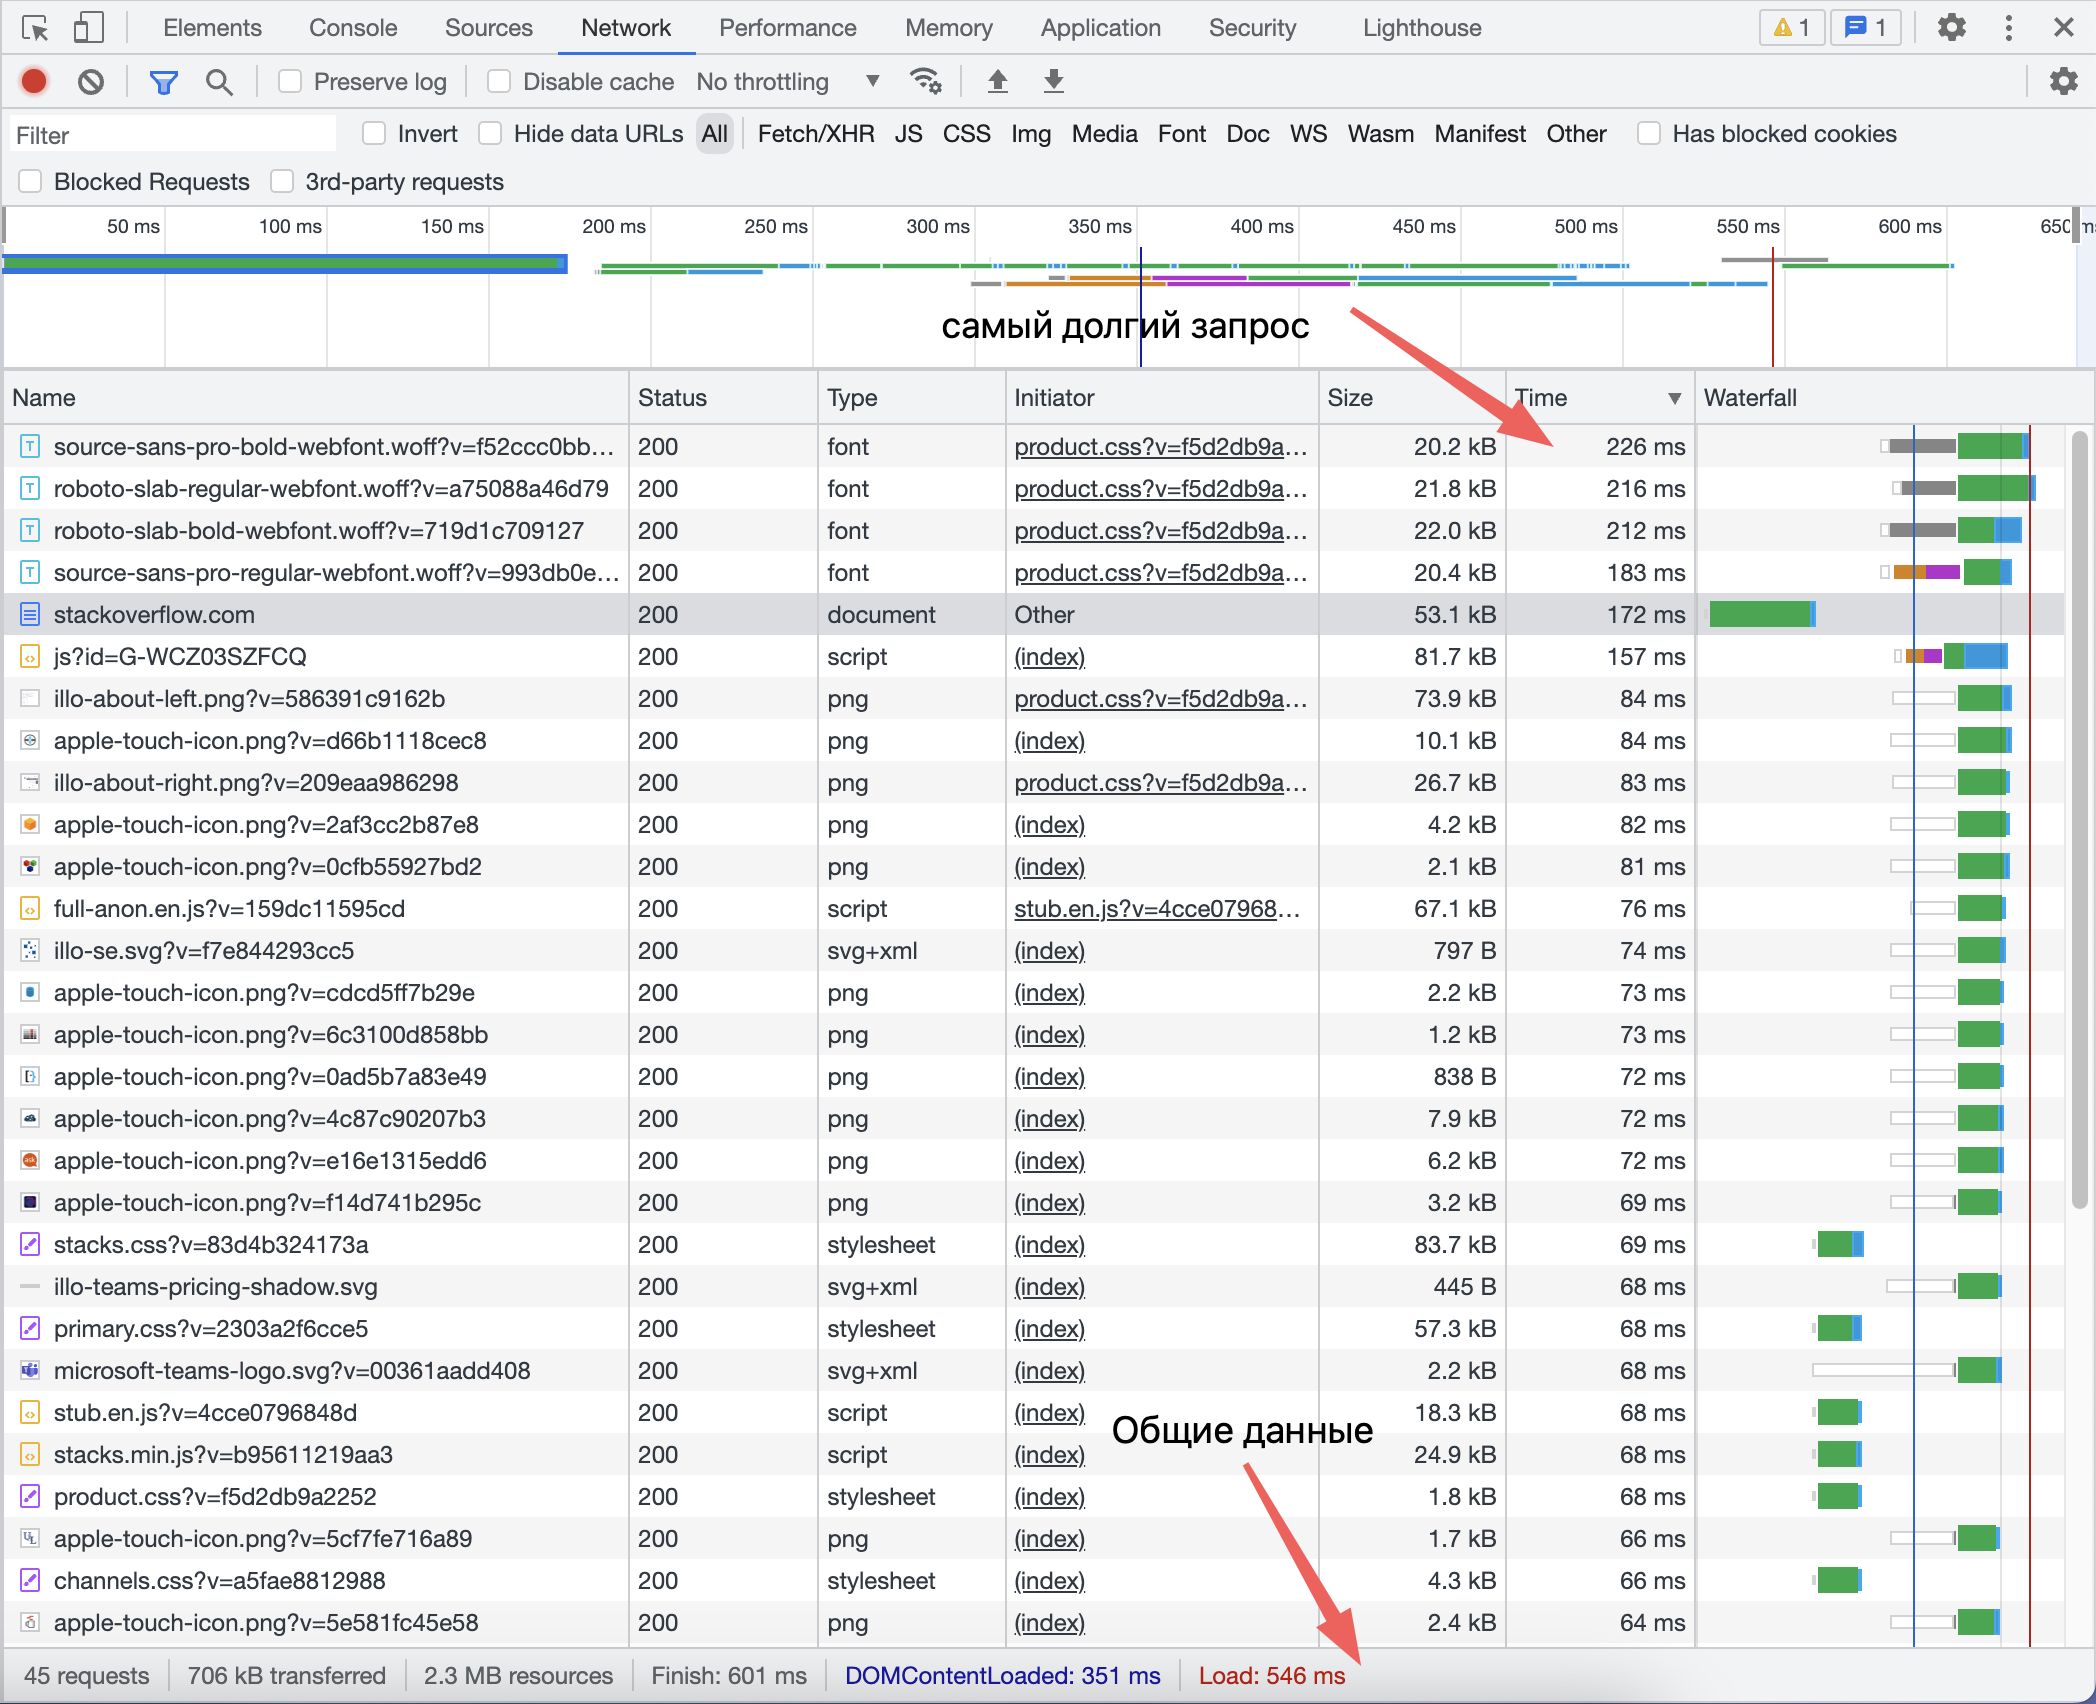 Elements Console Sources Network Performance Memory Application Security Lighthouse 1 1
Preserve log Disable cache No throttling
Filter Invert Hide data URLs All Fetch/XHR JS CSS Img Media Font Doc WS Wasm Manifest Other Has blocked cookies
Blocked Requests 3rd-party requests
50 ms 100 ms 150 ms 200 ms 250 ms 300 ms 350 ms 400 ms 450 ms 500 ms 550 ms 600 ms 650
самый долгий запрос
Name Status Type Initiator Size Time Waterfall
source-sans-pro-bold-webfont.woff?v=f52ccc0bb… 200 font product.css?v=f5d2db9a… 20.2 kB 226 ms
roboto-slab-regular-webfont.woff?v=a75088a46d79 200 font product.css?v=f5d2db9a… 21.8 kB 216 ms
roboto-slab-bold-webfont.woff?v=719d1c709127 200 font product.css?v=f5d2db9a… 22.0 kB 212 ms
source-sans-pro-regular-webfont.woff?v=993db0e… 200 font product.css?v=f5d2db9a… 20.4 kB 183 ms
stackoverflow.com 200 document Other 53.1 kB 172 ms
js?id=G-WCZ03SZFCQ 200 script (index) 81.7 kB 157 ms
illo-about-left.png?v=586391c9162b 200 png product.css?v=f5d2db9a… 73.9 kB 84 ms
apple-touch-icon.png?v=d66b1118cec8 200 png (index) 10.1 kB 84 ms
illo-about-right.png?v=209eaa986298 200 png product.css?v=f5d2db9a… 26.7 kB 83 ms
apple-touch-icon.png?v=2af3cc2b87e8 200 png (index) 4.2 kB 82 ms
apple-touch-icon.png?v=0cfb55927bd2 200 png (index) 2.1 kB 81 ms
full-anon.en.js?v=159dc11595cd 200 script stub.en.js?v=4cce07968… 67.1 kB 76 ms
illo-se.svg?v=f7e844293cc5 200 svg+xml (index) 797 B 74 ms
apple-touch-icon.png?v=cdcd5ff7b29e 200 png (index) 2.2 kB 73 ms
apple-touch-icon.png?v=6c3100d858bb 200 png (index) 1.2 kB 73 ms
apple-touch-icon.png?v=0ad5b7a83e49 200 png (index) 838 B 72 ms
apple-touch-icon.png?v=4c87c90207b3 200 png (index) 7.9 kB 72 ms
apple-touch-icon.png?v=e16e1315edd6 200 png (index) 6.2 kB 72 ms
apple-touch-icon.png?v=f14d741b295c 200 png (index) 3.2 kB 69 ms
stacks.css?v=83d4b324173a 200 stylesheet (index) 83.7 kB 69 ms
illo-teams-pricing-shadow.svg 200 svg+xml (index) 445 B 68 ms
primary.css?v=2303a2f6cce5 200 stylesheet (index) 57.3 kB 68 ms
microsoft-teams-logo.svg?v=00361aadd408 200 svg+xml (index) 2.2 kB 68 ms
stub.en.js?v=4cce0796848d 200 script (index) 18.3 kB 68 ms
Общие данные
stacks.min.js?v=b95611219aa3 200 script (index) 24.9 kB 68 ms
product.css?v=f5d2db9a2252 200 stylesheet (index) 1.8 kB 68 ms
apple-touch-icon.png?v=5cf7fe716a89 200 png (index) 1.7 kB 66 ms
channels.css?v=a5fae8812988 200 stylesheet (index) 4.3 kB 66 ms
apple-touch-icon.png?v=5e581fc45e58 200 png (index) 2.4 kB 64 ms
45 requests 706 kB transferred 2.3 MB resources Finish: 601 ms DOMContentLoaded: 351 ms Load: 546 ms